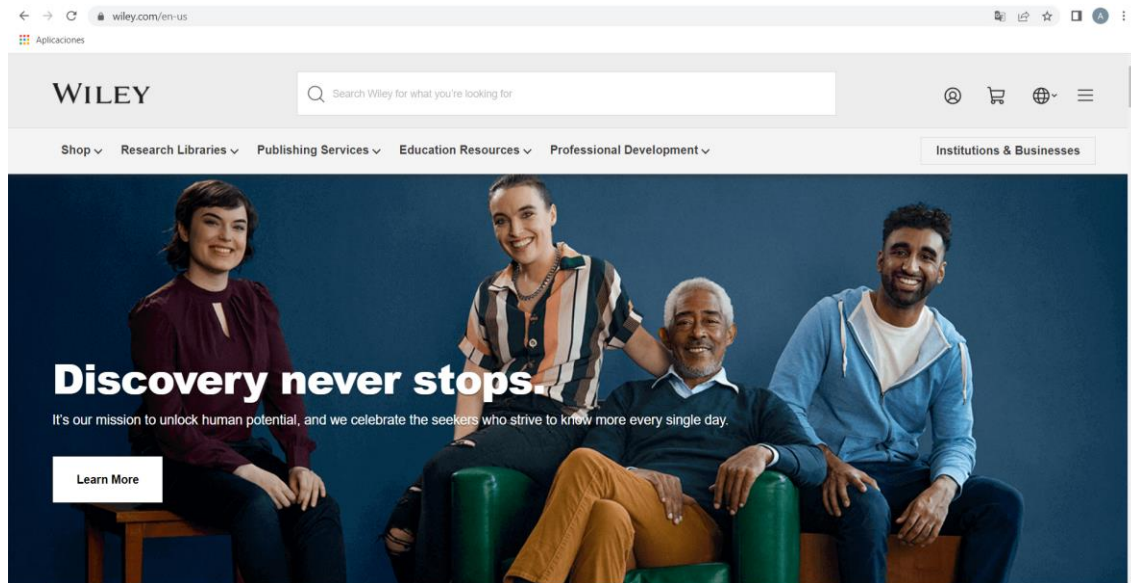 wiley.com/en-us
A
Aplicaciones
WILEY
Search Wiley for what you're looking for
Shop
Research Libraries
Publishing Services
Education Resources
Professional Development
Institutions & Businesses
Discovery never stops.
It's our mission to unlock human potential, and we celebrate the seekers who strive to know more every single day.
Learn More